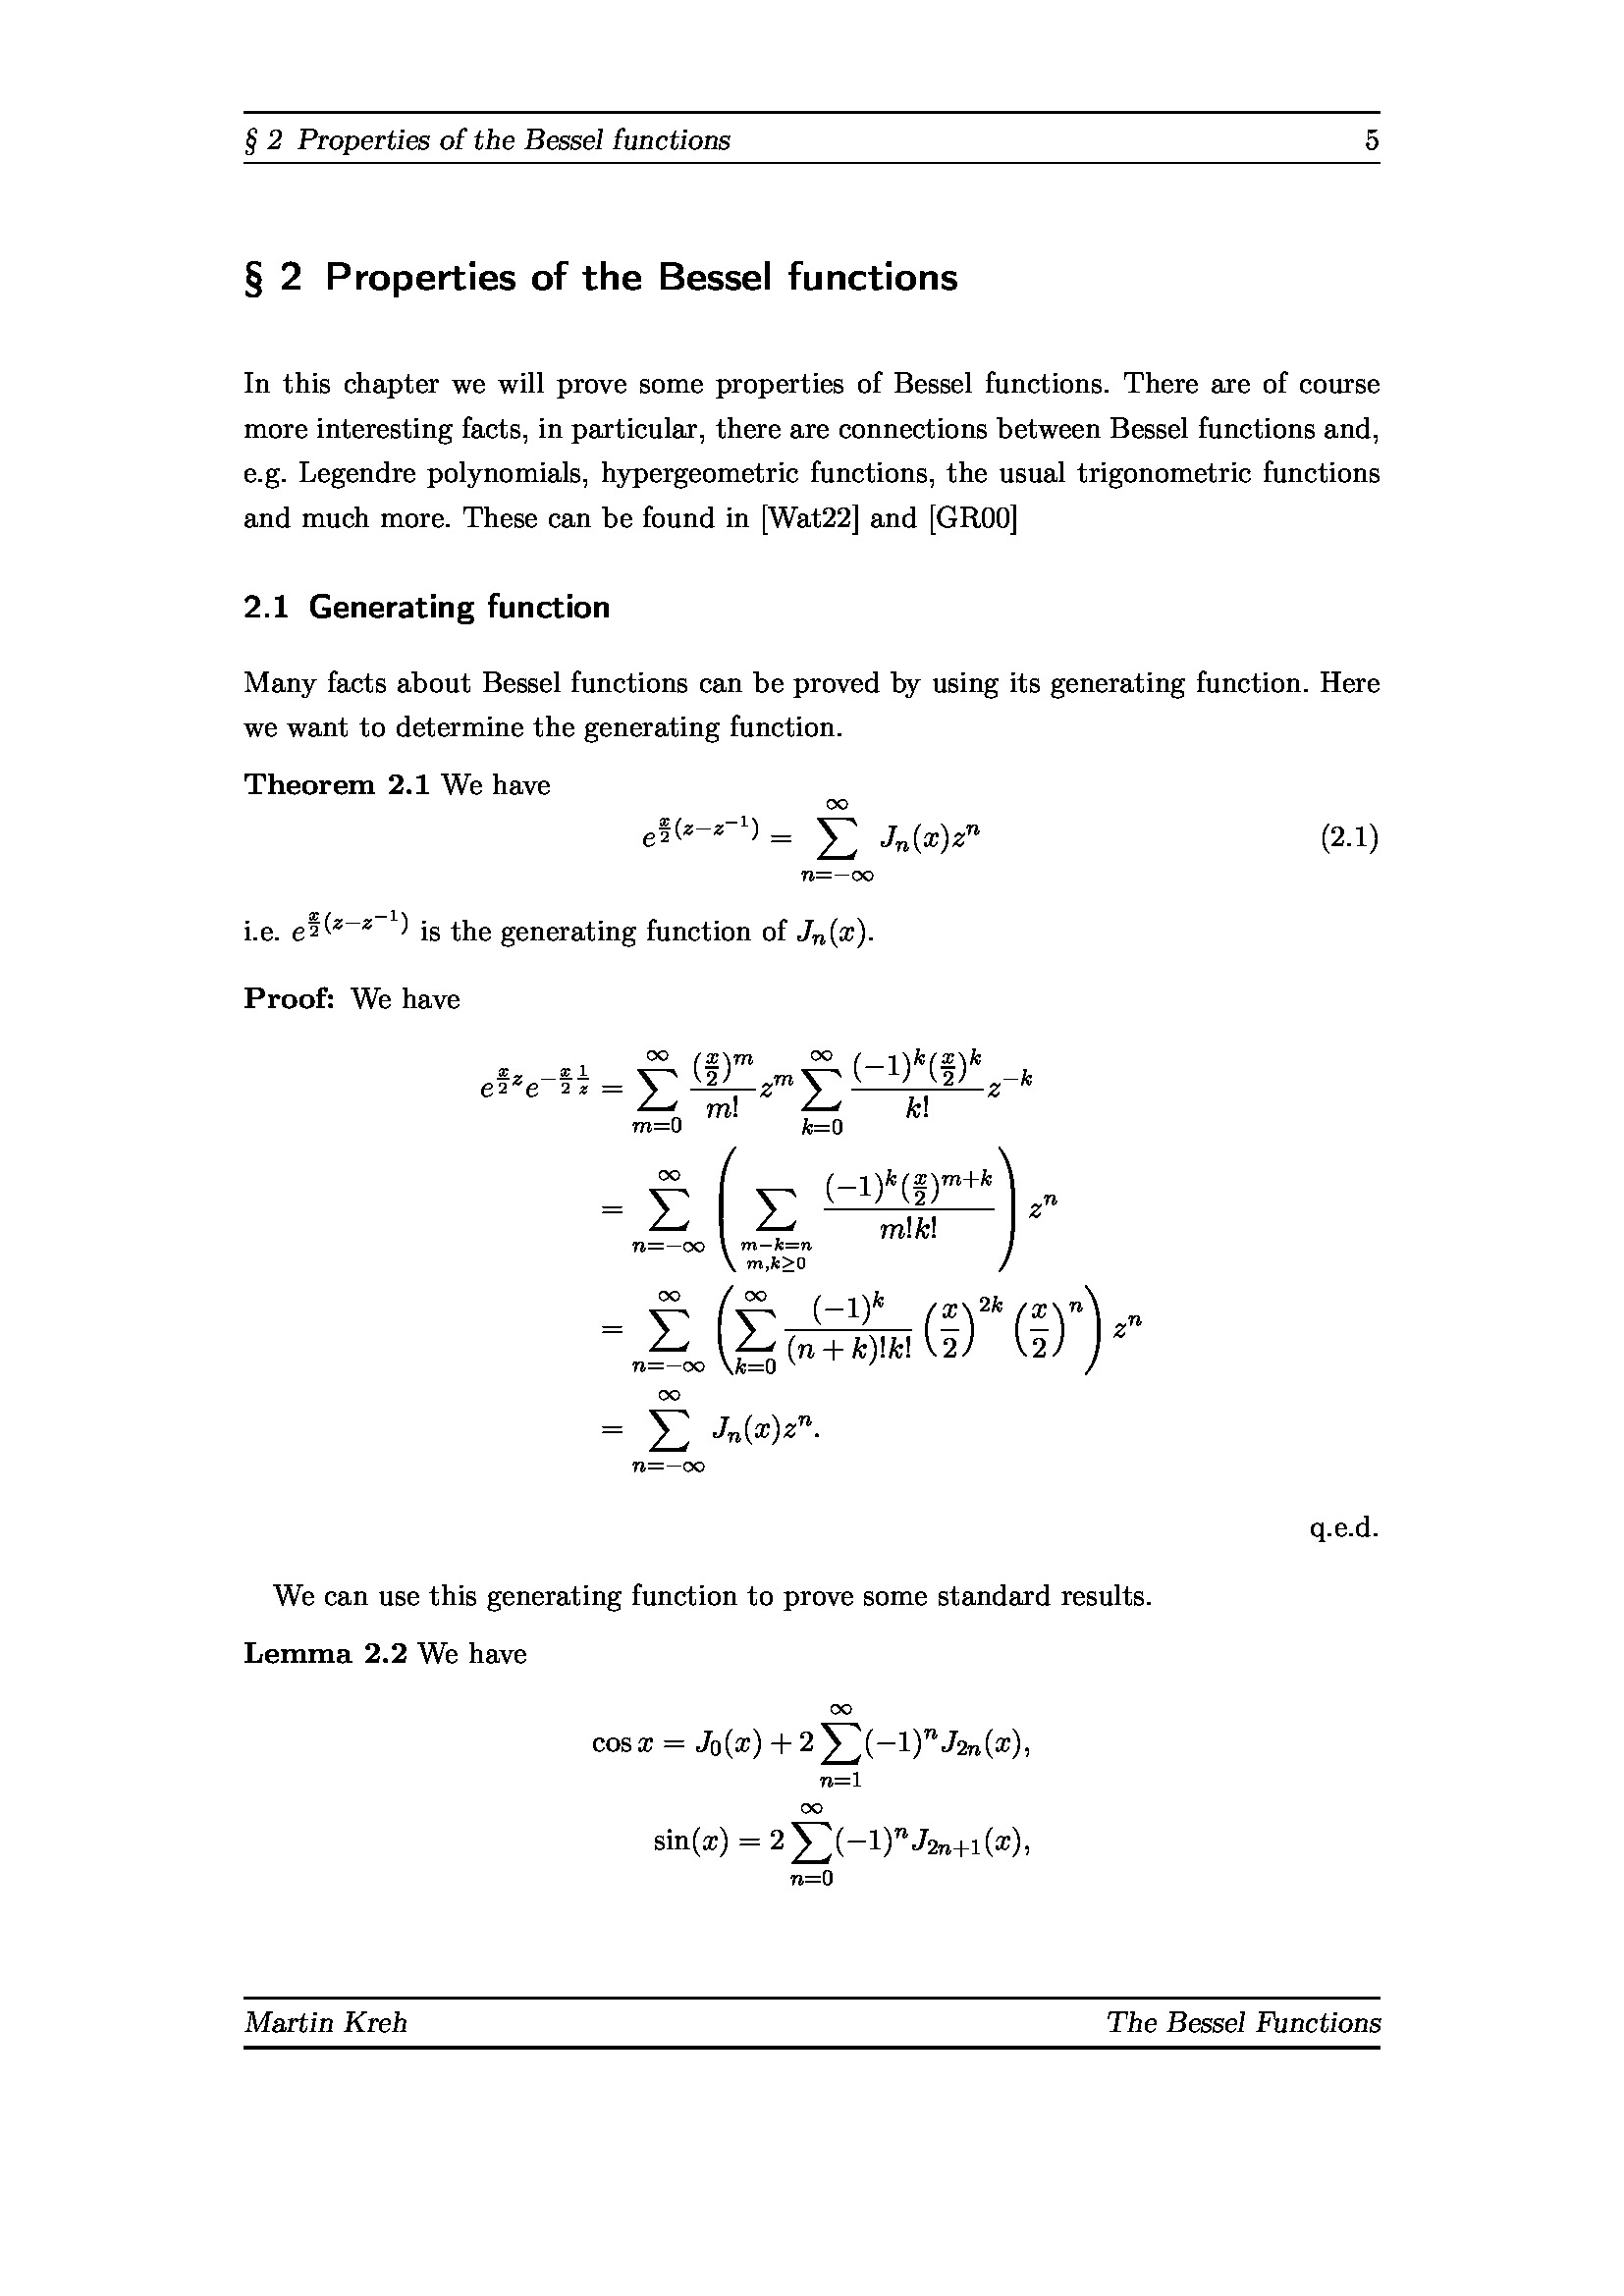 § 2 Properties of the Bessel functions 5
§ 2 Properties of the Bessel functions
In this chapter we will prove some properties of Bessel functions. There are of course
more interesting facts, in particular, there are connections between Bessel functions and,
e.g. Legendre polynomials, hypergeometric functions, the usual trigonometric functions
and much more. These can be found in [Wat22] and [GR00]
2.1 Generating function
Many facts about Bessel functions can be proved by using its generating function. Here
we want to determine the generating function.
Theorem 2.1 We have
$e^{\frac{x}{2}(z-z^{-1})} = \sum_{n=-\infty}^{\infty} J_n(x)z^n$ (2.1)
i.e. $e^{\frac{x}{2}(z-z^{-1})}$ is the generating function of $J_n(x)$.
Proof: We have
$e^{\frac{x}{2}z}e^{-\frac{x}{2}\frac{1}{z}} = \sum_{m=0}^{\infty} \frac{(\frac{x}{2})^m}{m!}z^m \sum_{k=0}^{\infty} \frac{(-1)^k(\frac{x}{2})^k}{k!}z^{-k}$
$= \sum_{n=-\infty}^{\infty} \left( \sum_{\substack{m-k=n \\ m,k\geq 0}} \frac{(-1)^k(\frac{x}{2})^{m+k}}{m!k!} \right) z^n$
$= \sum_{n=-\infty}^{\infty} \left( \sum_{k=0}^{\infty} \frac{(-1)^k}{(n+k)!k!} \left(\frac{x}{2}\right)^{2k} \left(\frac{x}{2}\right)^n \right) z^n$
$= \sum_{n=-\infty}^{\infty} J_n(x)z^n.$
q.e.d.
We can use this generating function to prove some standard results.
Lemma 2.2 We have
$\cos x = J_0(x) + 2\sum_{n=1}^{\infty}(-1)^n J_{2n}(x),$
$\sin(x) = 2\sum_{n=0}^{\infty}(-1)^n J_{2n+1}(x),$
Martin Kreh The Bessel Functions